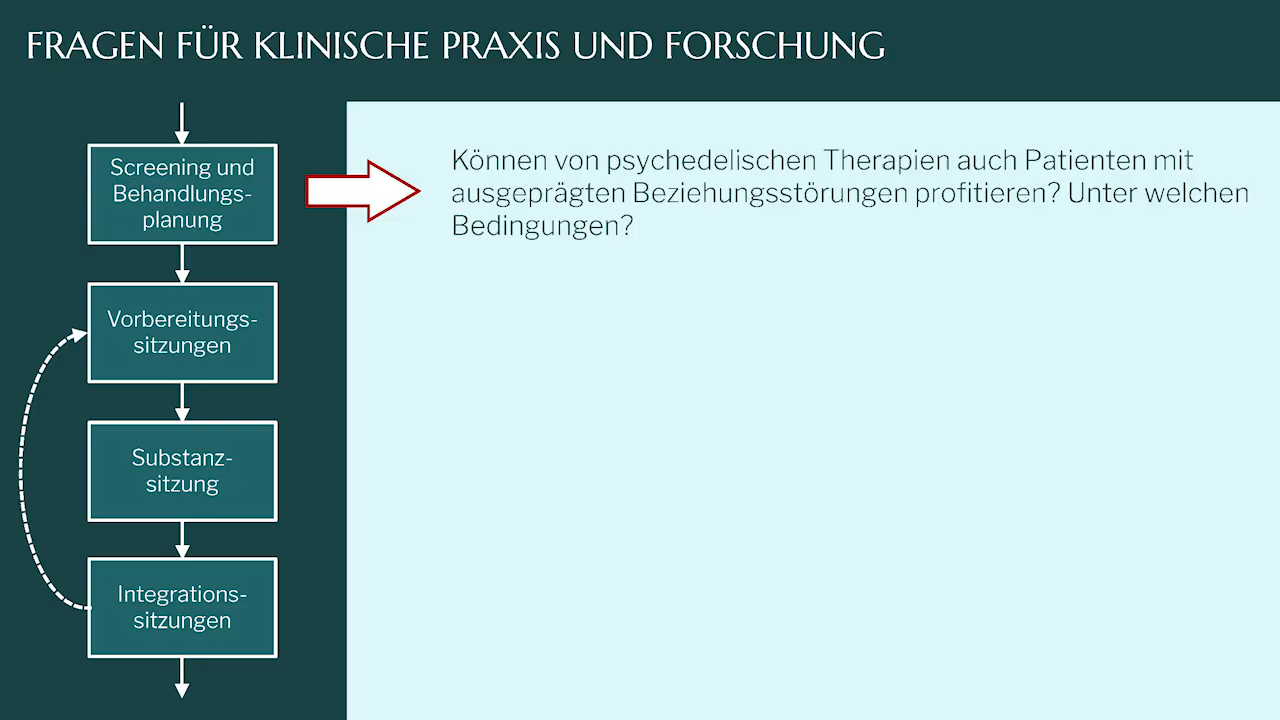 FRAGEN FÜR KLINISCHE PRAXIS UND FORSCHUNG
Screening und
Behandlungs-
planung
Können von psychedelischen Therapien auch Patienten mit
ausgeprägten Beziehungsstörungen profitieren? Unter welchen
Bedingungen?
Vorbereitungs-
sitzungen
Substanz-
sitzung
Integrations-
sitzungen